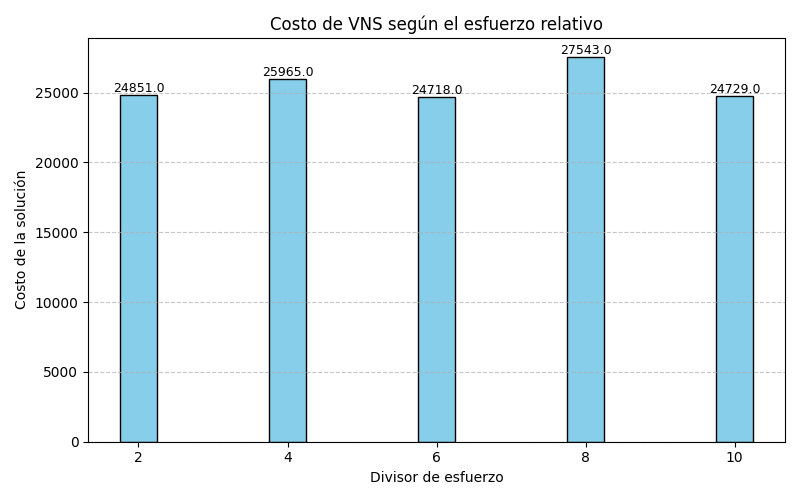 Costo de VNS según el esfuerzo relativo
24851.0
25965.0
24718.0
27543.0
24729.0
25000
20000
15000
10000
5000
0
Costo de la solución
2 4 6 8 10
Divisor de esfuerzo